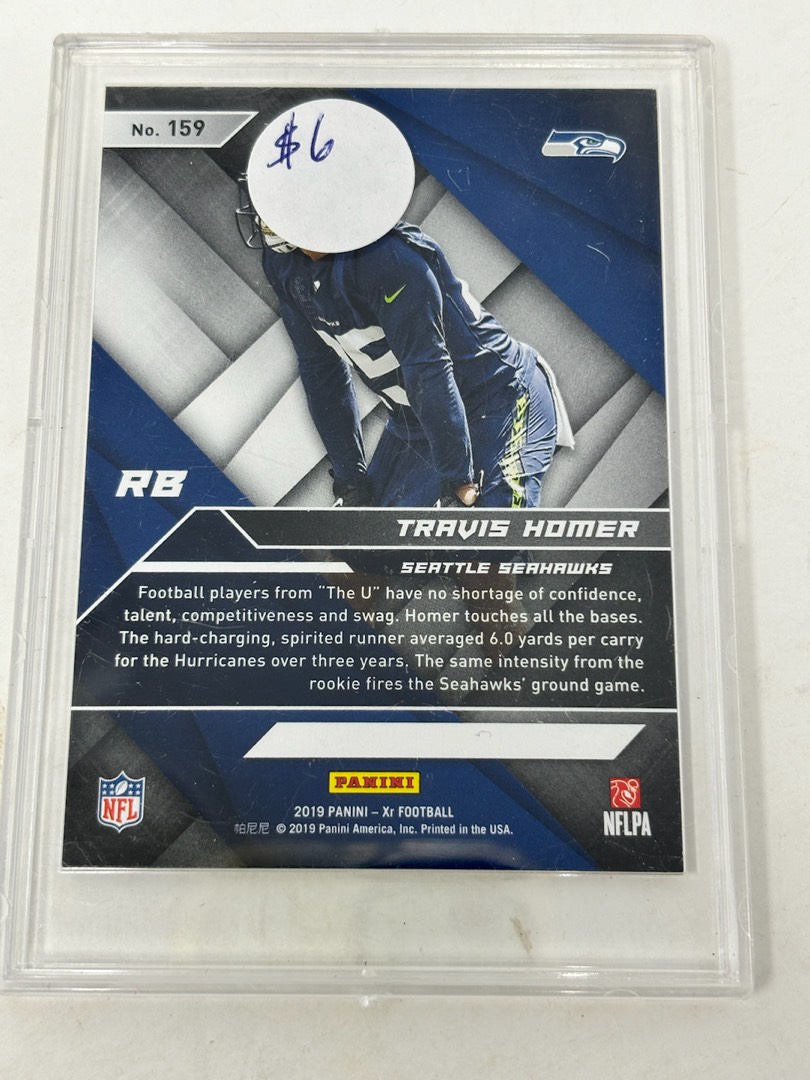 No. 159
$6
RB
TRAVIS HOMER
SEATTLE SEAHAWKS
Football players from "The U" have no shortage of confidence,
talent, competitiveness and swag. Homer touches all the bases.
The hard-charging, spirited runner averaged 6.0 yards per carry
for the Hurricanes over three years. The same intensity from the
rookie fires the Seahawks' ground game.
PANINI
NFL
2019 PANINI – Xr FOOTBALL
帕尼尼 © 2019 Panini America, Inc. Printed in the USA.
NFLPA